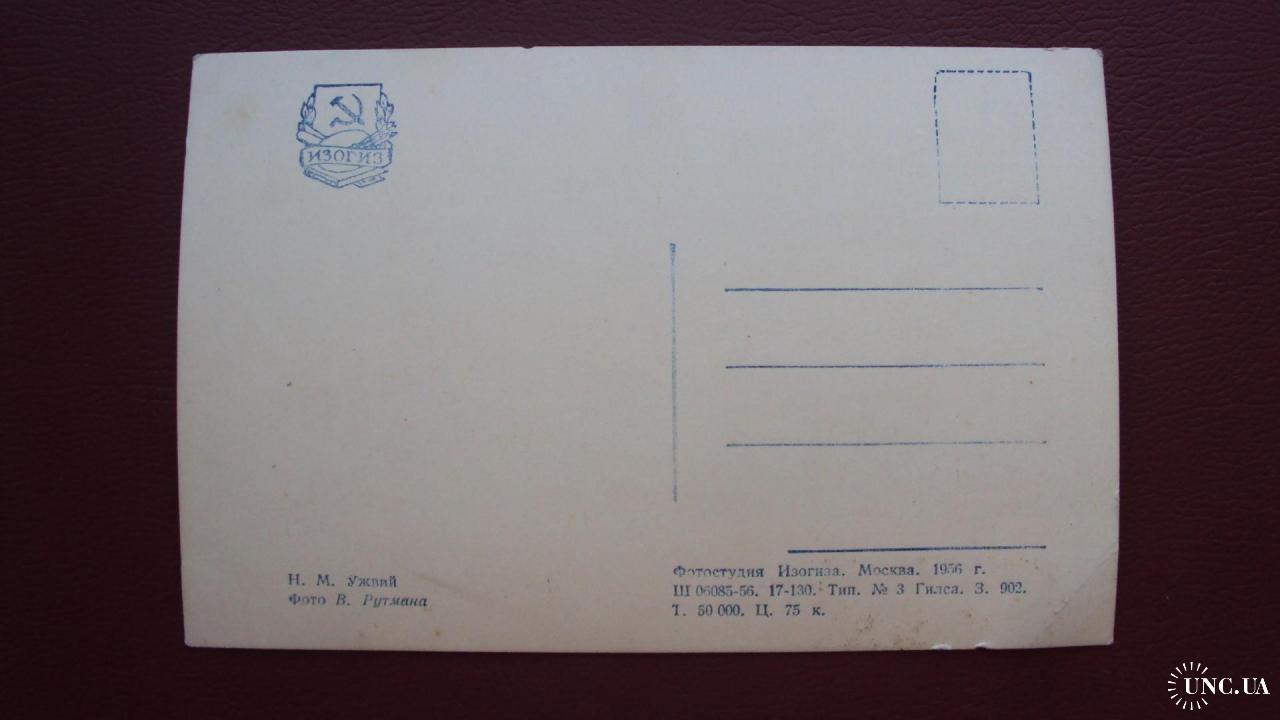 ИЗОГИЗ
Н. М. Ужвий
Фото В. Рутмана
Фотостудия Изогиза. Москва. 1956 г.
Ш 06085-56. 17-130. Тип. № 3 Гилса. З. 902.
Т. 50 000. Ц. 75 к.
UNC.UA